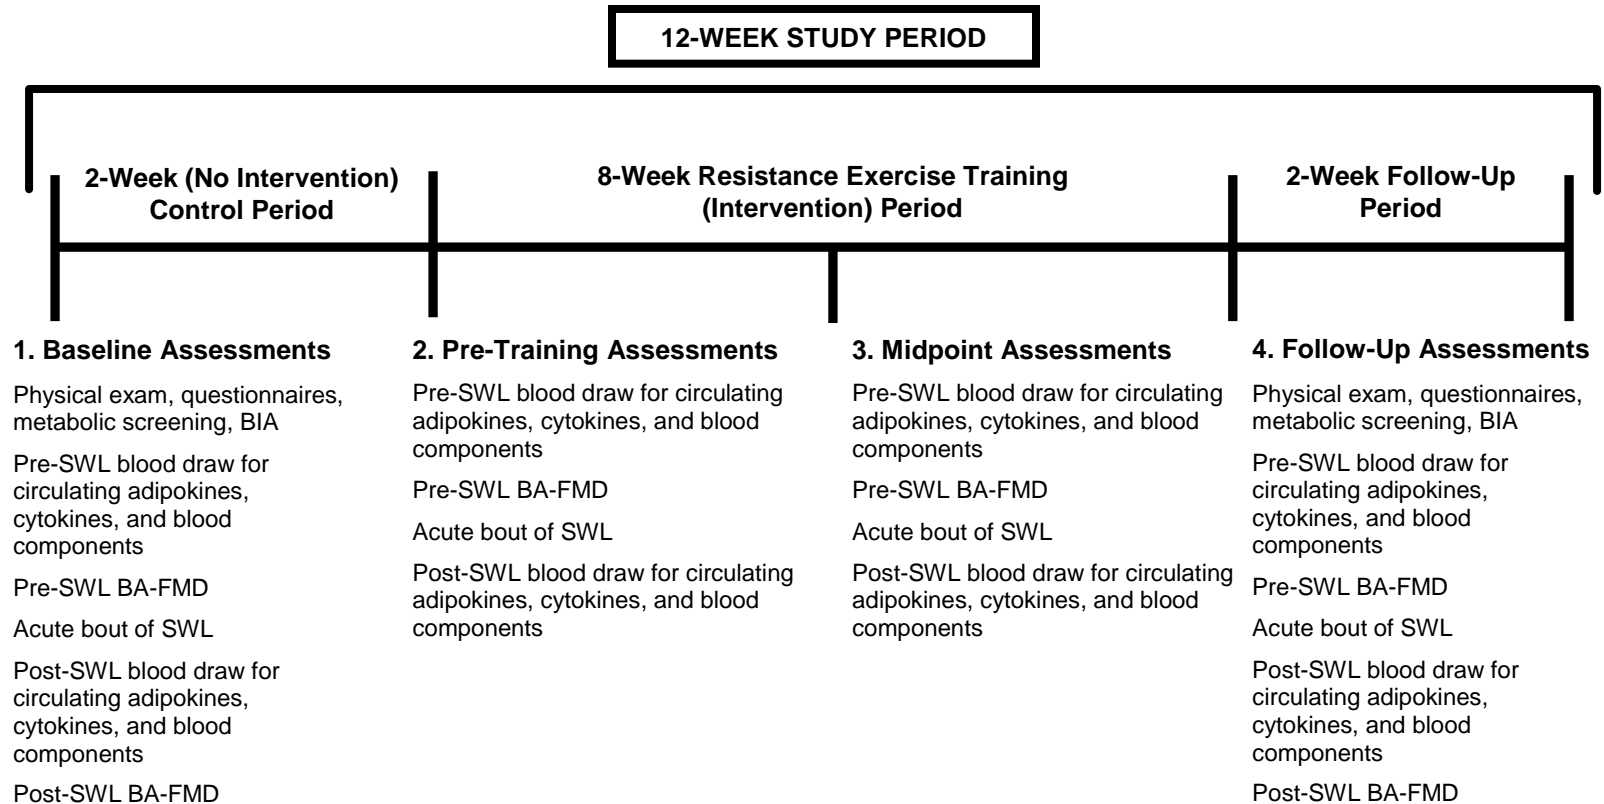 12-WEEK STUDY PERIOD
2-Week (No Intervention)
Control Period
8-Week Resistance Exercise Training
(Intervention) Period
2-Week Follow-Up
Period
1. Baseline Assessments
Physical exam, questionnaires,
metabolic screening, BIA
Pre-SWL blood draw for
circulating adipokines,
cytokines, and blood
components
Pre-SWL BA-FMD
Acute bout of SWL
Post-SWL blood draw for
circulating adipokines,
cytokines, and blood
components
Post-SWL BA-FMD
2. Pre-Training Assessments
Pre-SWL blood draw for circulating
adipokines, cytokines, and blood
components
Pre-SWL BA-FMD
Acute bout of SWL
Post-SWL blood draw for circulating
adipokines, cytokines, and blood
components
3. Midpoint Assessments
Pre-SWL blood draw for circulating
adipokines, cytokines, and blood
components
Pre-SWL BA-FMD
Acute bout of SWL
Post-SWL blood draw for circulating
adipokines, cytokines, and blood
components
4. Follow-Up Assessments
Physical exam, questionnaires,
metabolic screening, BIA
Pre-SWL blood draw for
circulating adipokines,
cytokines, and blood
components
Pre-SWL BA-FMD
Acute bout of SWL
Post-SWL blood draw for
circulating adipokines,
cytokines, and blood
components
Post-SWL BA-FMD